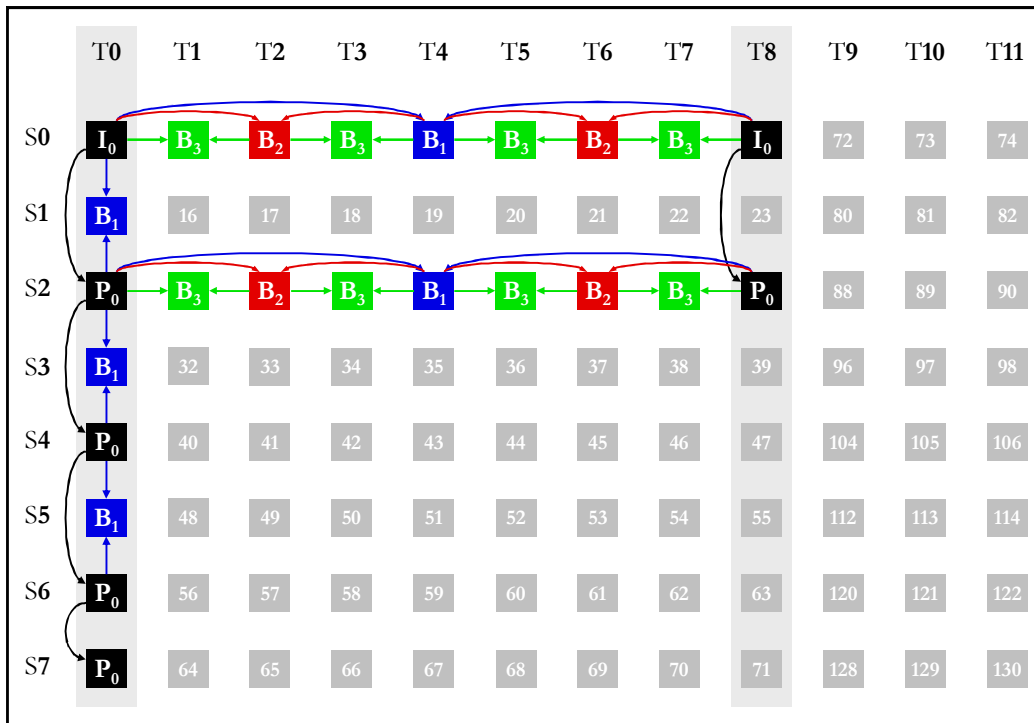 T0 T1 T2 T3 T4 T5 T6 T7 T8 T9 T10 T11
S0 I0 B3 B2 B3 B1 B3 B2 B3 I0 72 73 74
S1 B1 16 17 18 19 20 21 22 23 80 81 82
S2 P0 B3 B2 B3 B1 B3 B2 B3 P0 88 89 90
S3 B1 32 33 34 35 36 37 38 39 96 97 98
S4 P0 40 41 42 43 44 45 46 47 104 105 106
S5 B1 48 49 50 51 52 53 54 55 112 113 114
S6 P0 56 57 58 59 60 61 62 63 120 121 122
S7 P0 64 65 66 67 68 69 70 71 128 129 130